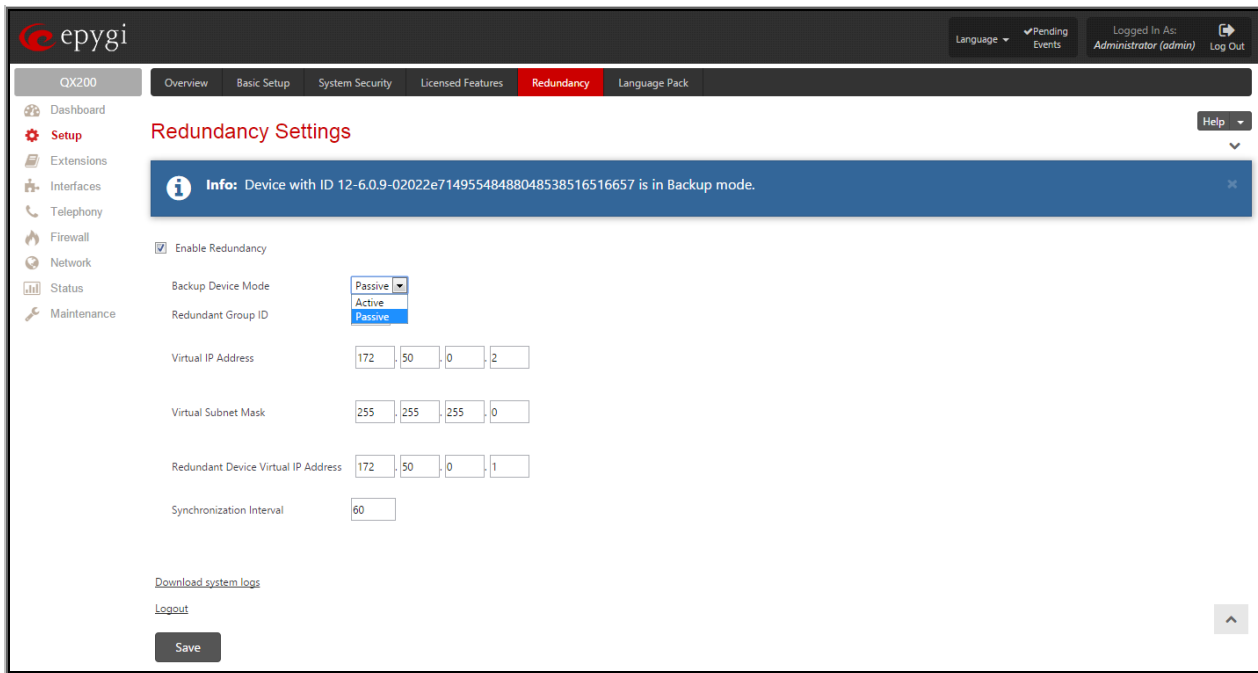 epygi
Language
Pending Events
Logged In As:
Administrator (admin)
Log Out
QX200
Overview Basic Setup System Security Licensed Features Redundancy Language Pack
Dashboard
Setup
Extensions
Interfaces
Telephony
Firewall
Network
Status
Maintenance
Redundancy Settings
Help
Info: Device with ID 12-6.0.9-02022e71495548488048538516516657 is in Backup mode.
Enable Redundancy
Backup Device Mode Passive
Active
Passive
Redundant Group ID
Virtual IP Address 172 . 50 . 0 . 2
Virtual Subnet Mask 255 . 255 . 255 . 0
Redundant Device Virtual IP Address 172 . 50 . 0 . 1
Synchronization Interval 60
Download system logs
Logout
Save